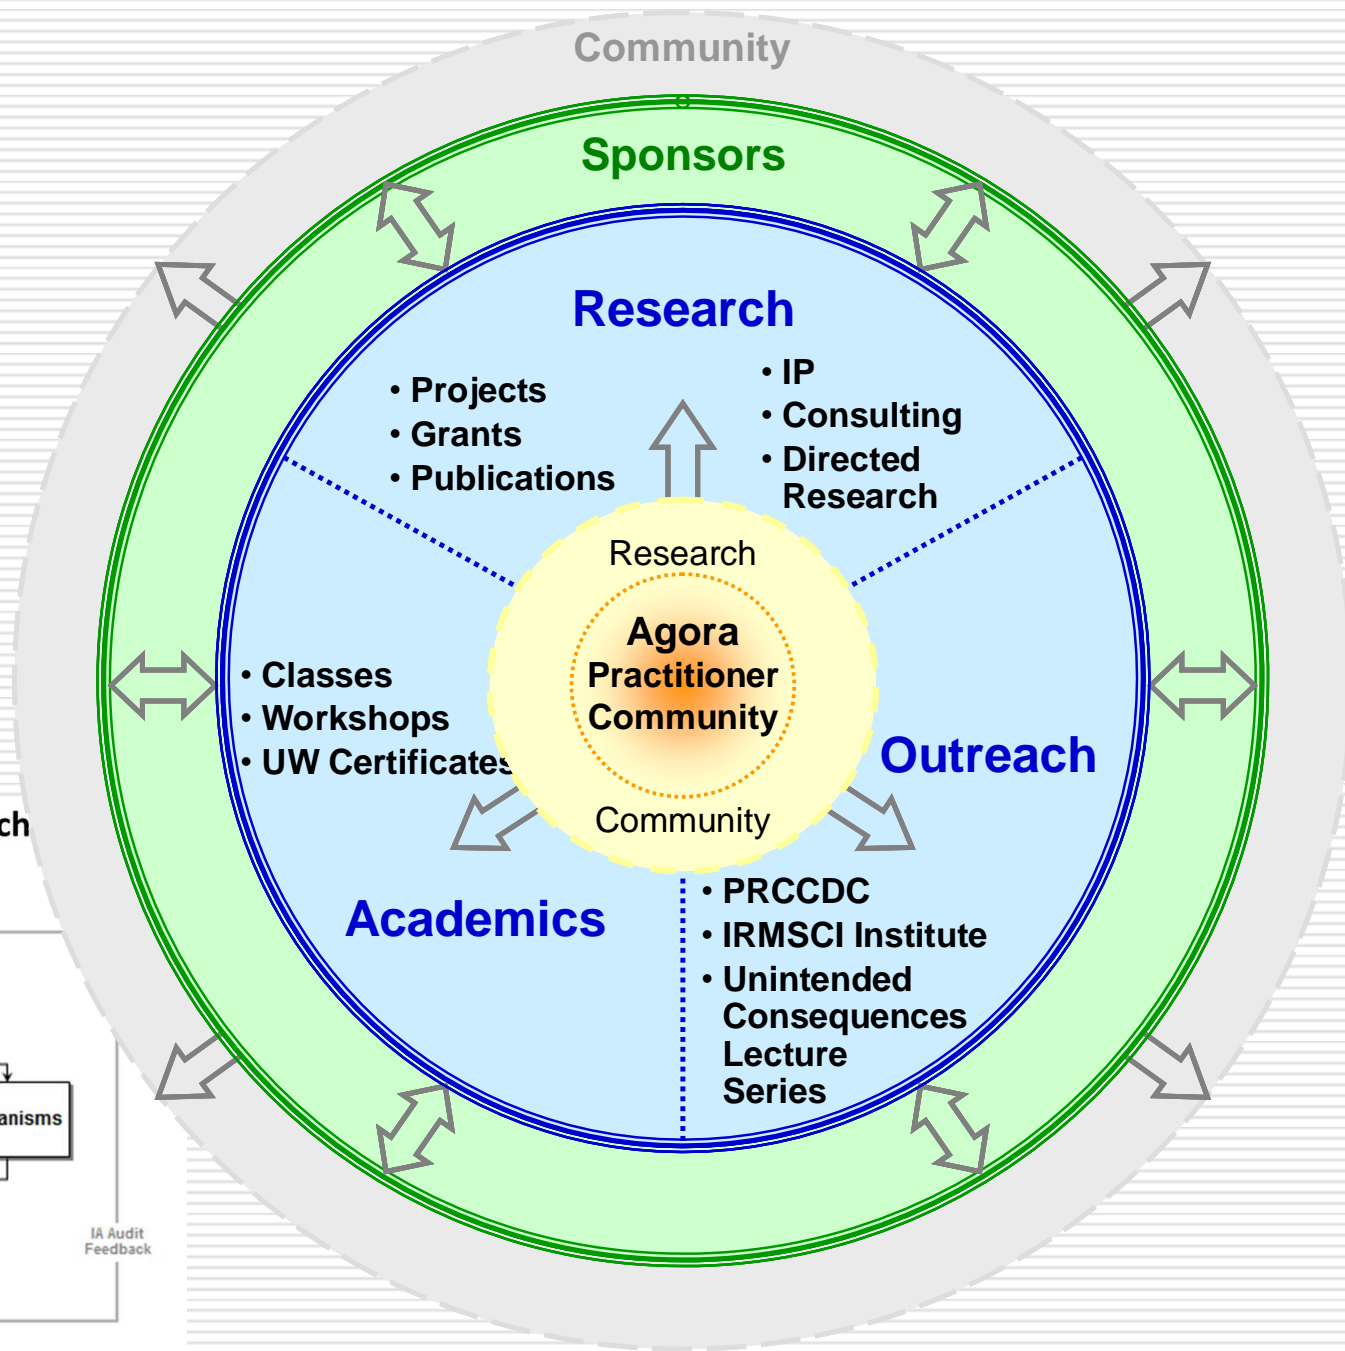 Community
Sponsors
Research
• Projects
• Grants
• Publications
• IP
• Consulting
• Directed
Research
Research
Agora
Practitioner
Community
Community
• Classes
• Workshops
• UW Certificates
Outreach
Academics
• PRCCDC
• IRMSCI Institute
• Unintended
Consequences
Lecture
Series
ch
anisms
IA Audit
Feedback